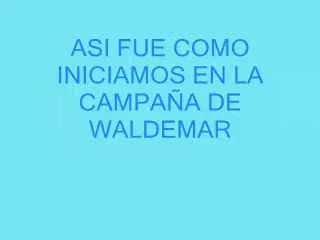 ASI FUE COMO
INICIAMOS EN LA
CAMPAÑA DE
WALDEMAR